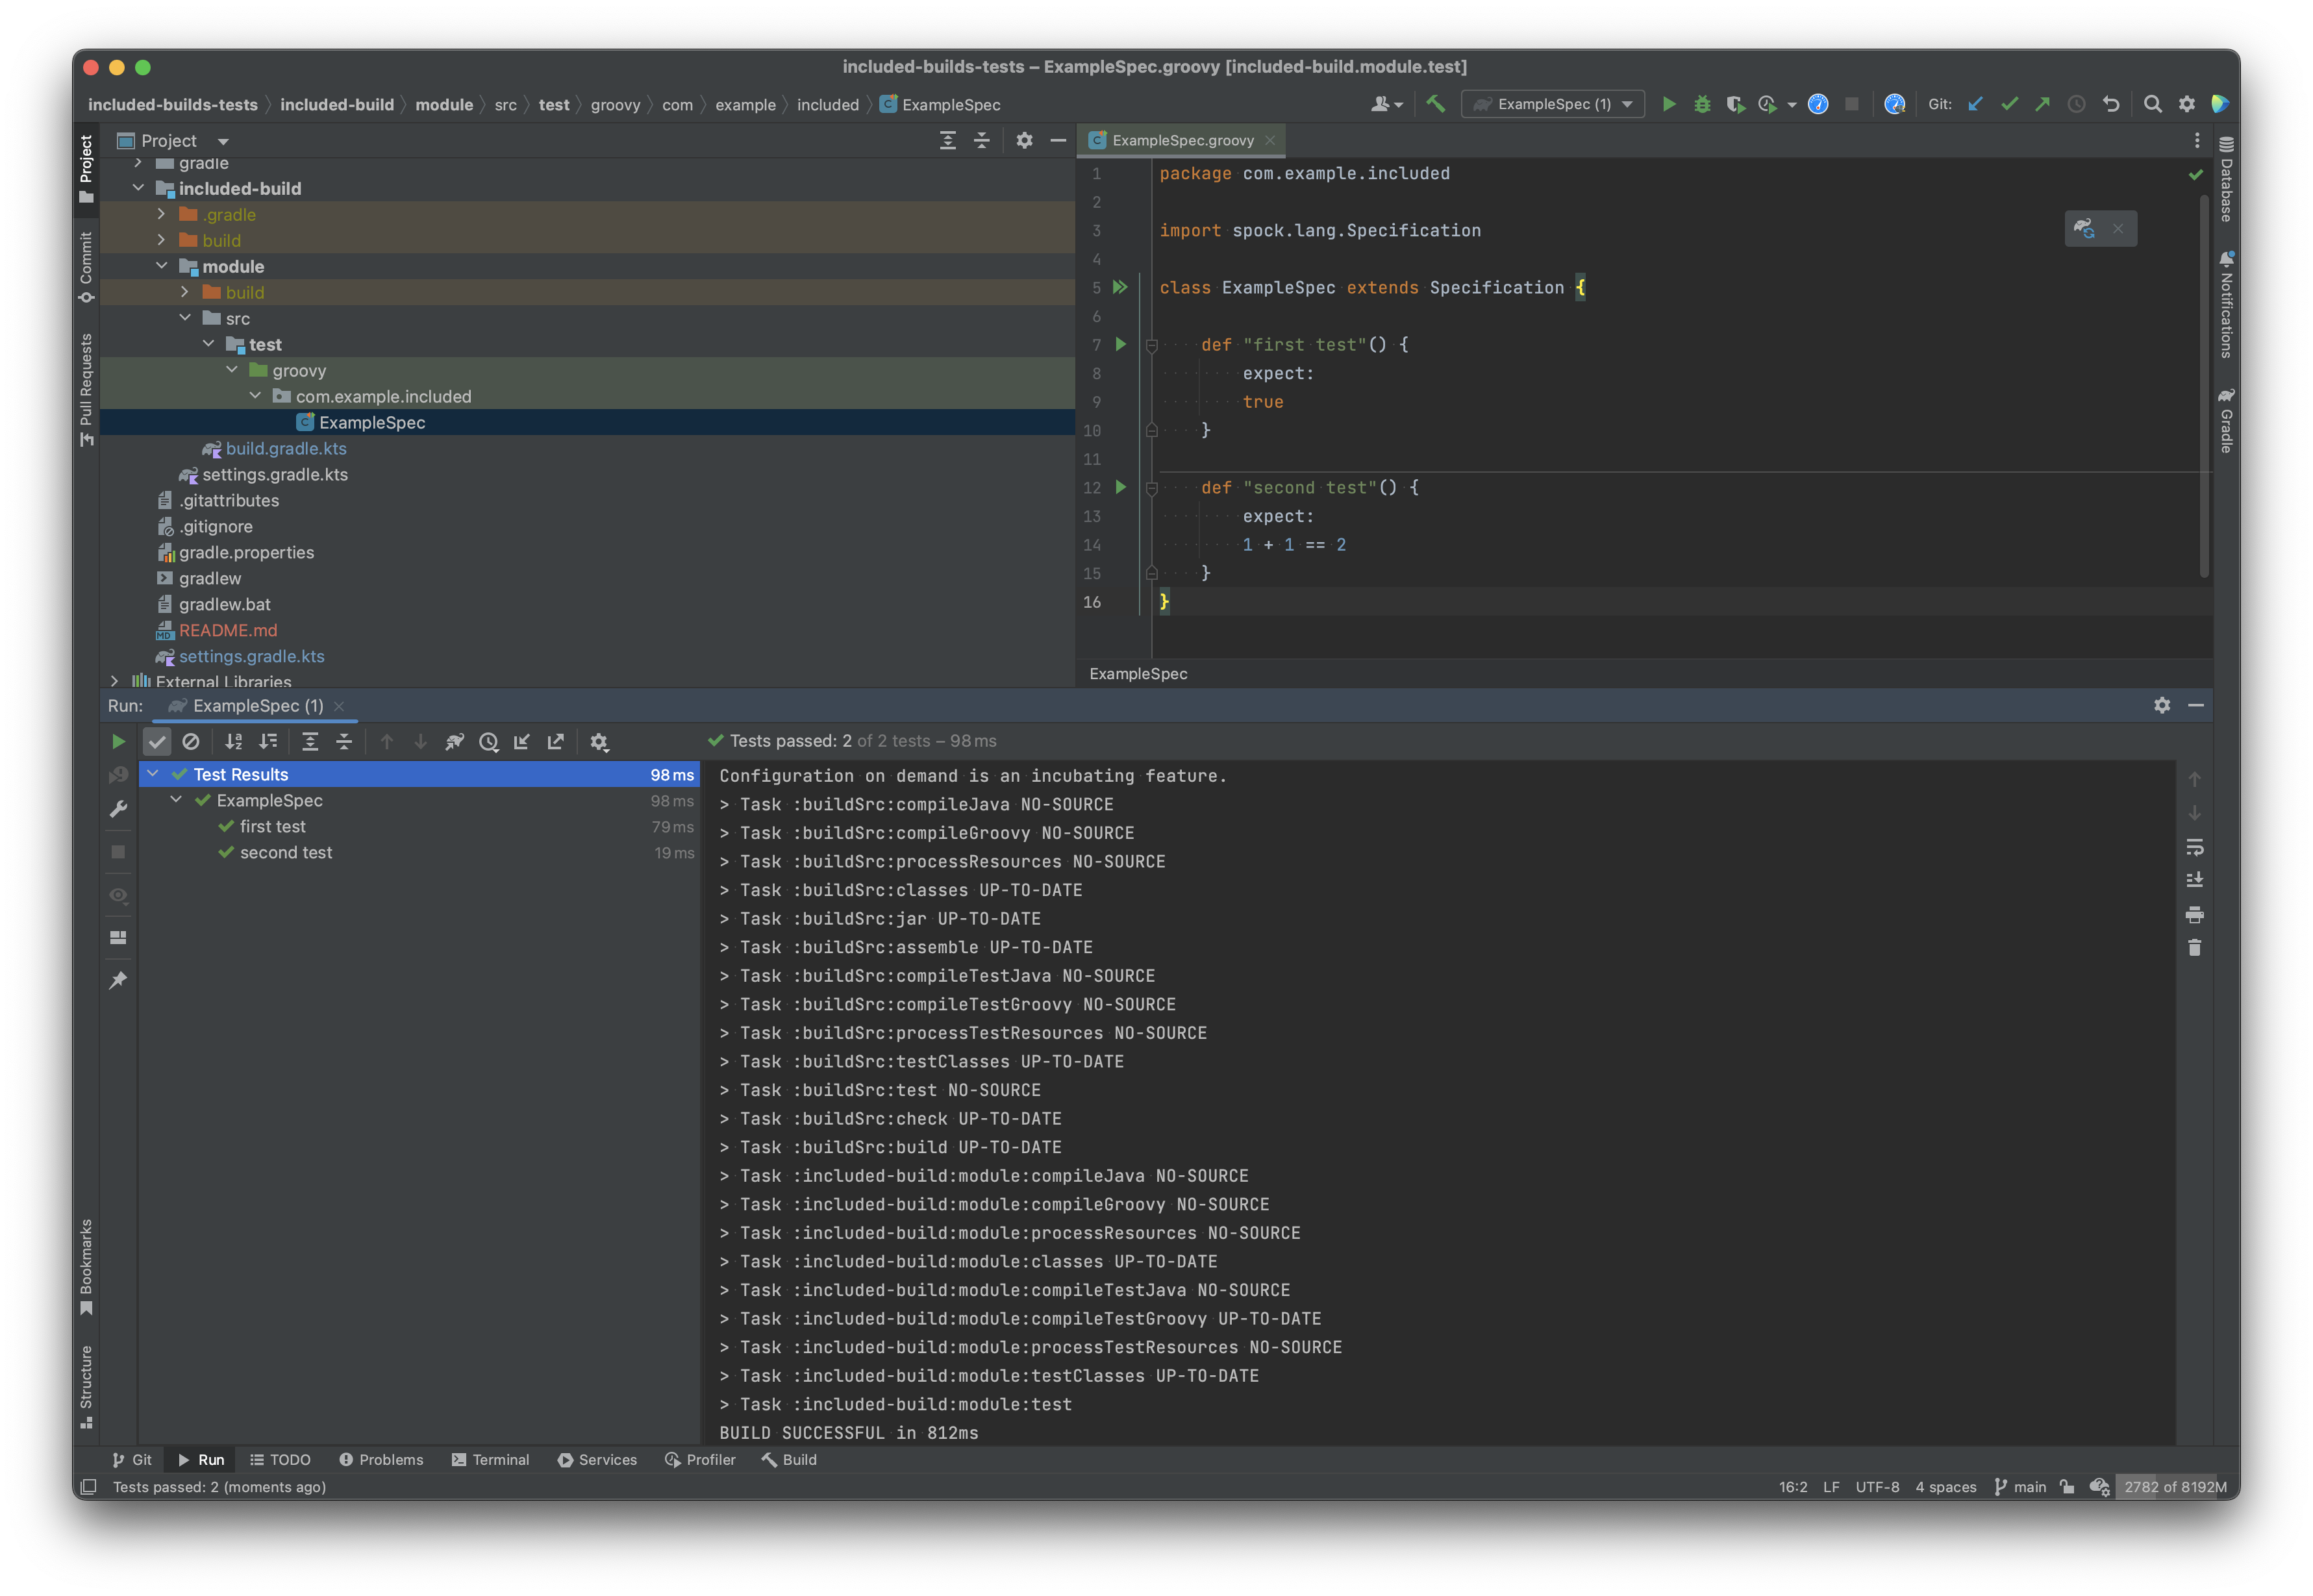 included-builds-tests – ExampleSpec.groovy [included-build.module.test]
included-builds-tests included-build module src test groovy com example included ExampleSpec
ExampleSpec (1)
Git:
Project
ExampleSpec.groovy
Project
Commit
Pull Requests
Bookmarks
Structure
gradle
included-build
.gradle
build
module
build
src
test
groovy
com.example.included
ExampleSpec
build.gradle.kts
settings.gradle.kts
.gitattributes
.gitignore
gradle.properties
gradlew
gradlew.bat
MD README.md
settings.gradle.kts
External Libraries
1 package com.example.included
2
3 import spock.lang.Specification
4
5 class ExampleSpec extends Specification {
6
7 def "first test"() {
8 expect:
9 true
10 }
11
12 def "second test"() {
13 expect:
14 1 + 1 == 2
15 }
16 }
ExampleSpec
Database
Notifications
Gradle
Run: ExampleSpec (1)
Tests passed: 2 of 2 tests – 98 ms
Test Results 98 ms
ExampleSpec 98 ms
first test 79 ms
second test 19 ms
Configuration on demand is an incubating feature.
> Task :buildSrc:compileJava NO-SOURCE
> Task :buildSrc:compileGroovy NO-SOURCE
> Task :buildSrc:processResources NO-SOURCE
> Task :buildSrc:classes UP-TO-DATE
> Task :buildSrc:jar UP-TO-DATE
> Task :buildSrc:assemble UP-TO-DATE
> Task :buildSrc:compileTestJava NO-SOURCE
> Task :buildSrc:compileTestGroovy NO-SOURCE
> Task :buildSrc:processTestResources NO-SOURCE
> Task :buildSrc:testClasses UP-TO-DATE
> Task :buildSrc:test NO-SOURCE
> Task :buildSrc:check UP-TO-DATE
> Task :buildSrc:build UP-TO-DATE
> Task :included-build:module:compileJava NO-SOURCE
> Task :included-build:module:compileGroovy NO-SOURCE
> Task :included-build:module:processResources NO-SOURCE
> Task :included-build:module:classes UP-TO-DATE
> Task :included-build:module:compileTestJava NO-SOURCE
> Task :included-build:module:compileTestGroovy UP-TO-DATE
> Task :included-build:module:processTestResources NO-SOURCE
> Task :included-build:module:testClasses UP-TO-DATE
> Task :included-build:module:test
BUILD SUCCESSFUL in 812ms
Git Run TODO Problems Terminal Services Profiler Build
Tests passed: 2 (moments ago)
16:2 LF UTF-8 4 spaces main 2782 of 8192M